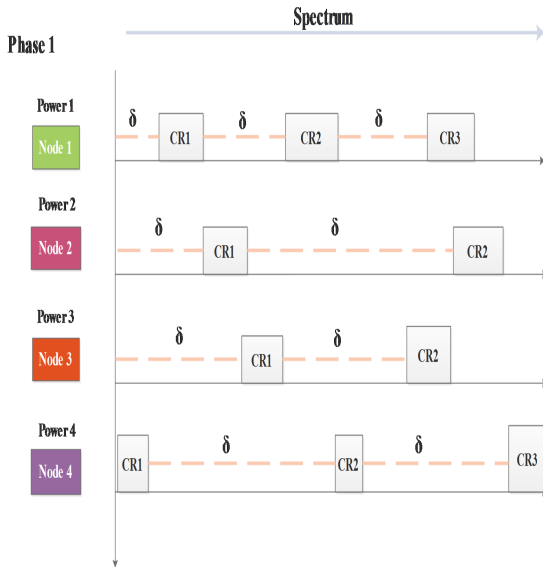 Spectrum
Phase 1
Power 1
δ δ δ
Node 1 CR1 CR2 CR3
Power 2
δ δ
Node 2 CR1 CR2
Power 3
δ δ
Node 3 CR1 CR2
Power 4
δ δ
Node 4 CR1 CR2 CR3